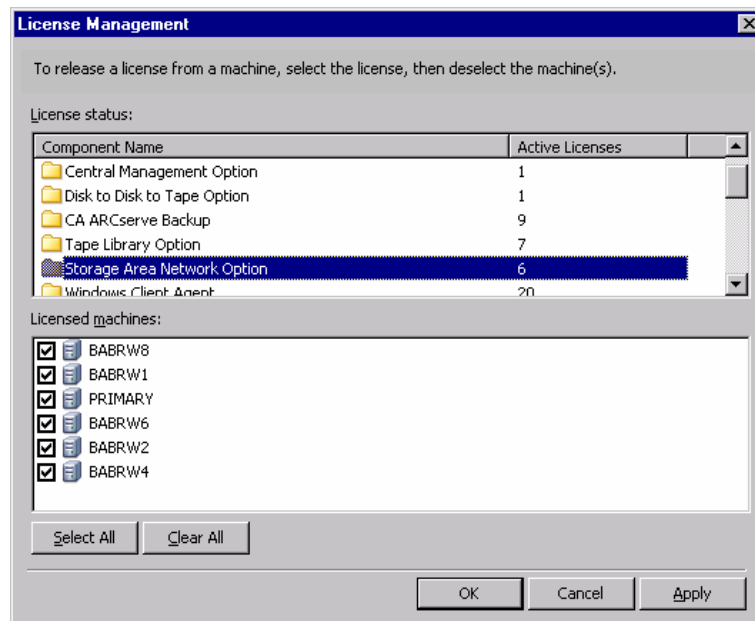 License Management
To release a license from a machine, select the license, then deselect the machine(s).
License status:
Component Name Active Licenses
Central Management Option 1
Disk to Disk to Tape Option 1
CA ARCserve Backup 9
Tape Library Option 7
Storage Area Network Option 6
Windows Client Agent 20
Licensed machines:
BABRW8
BABRW1
PRIMARY
BABRW6
BABRW2
BABRW4
Select All Clear All
OK Cancel Apply